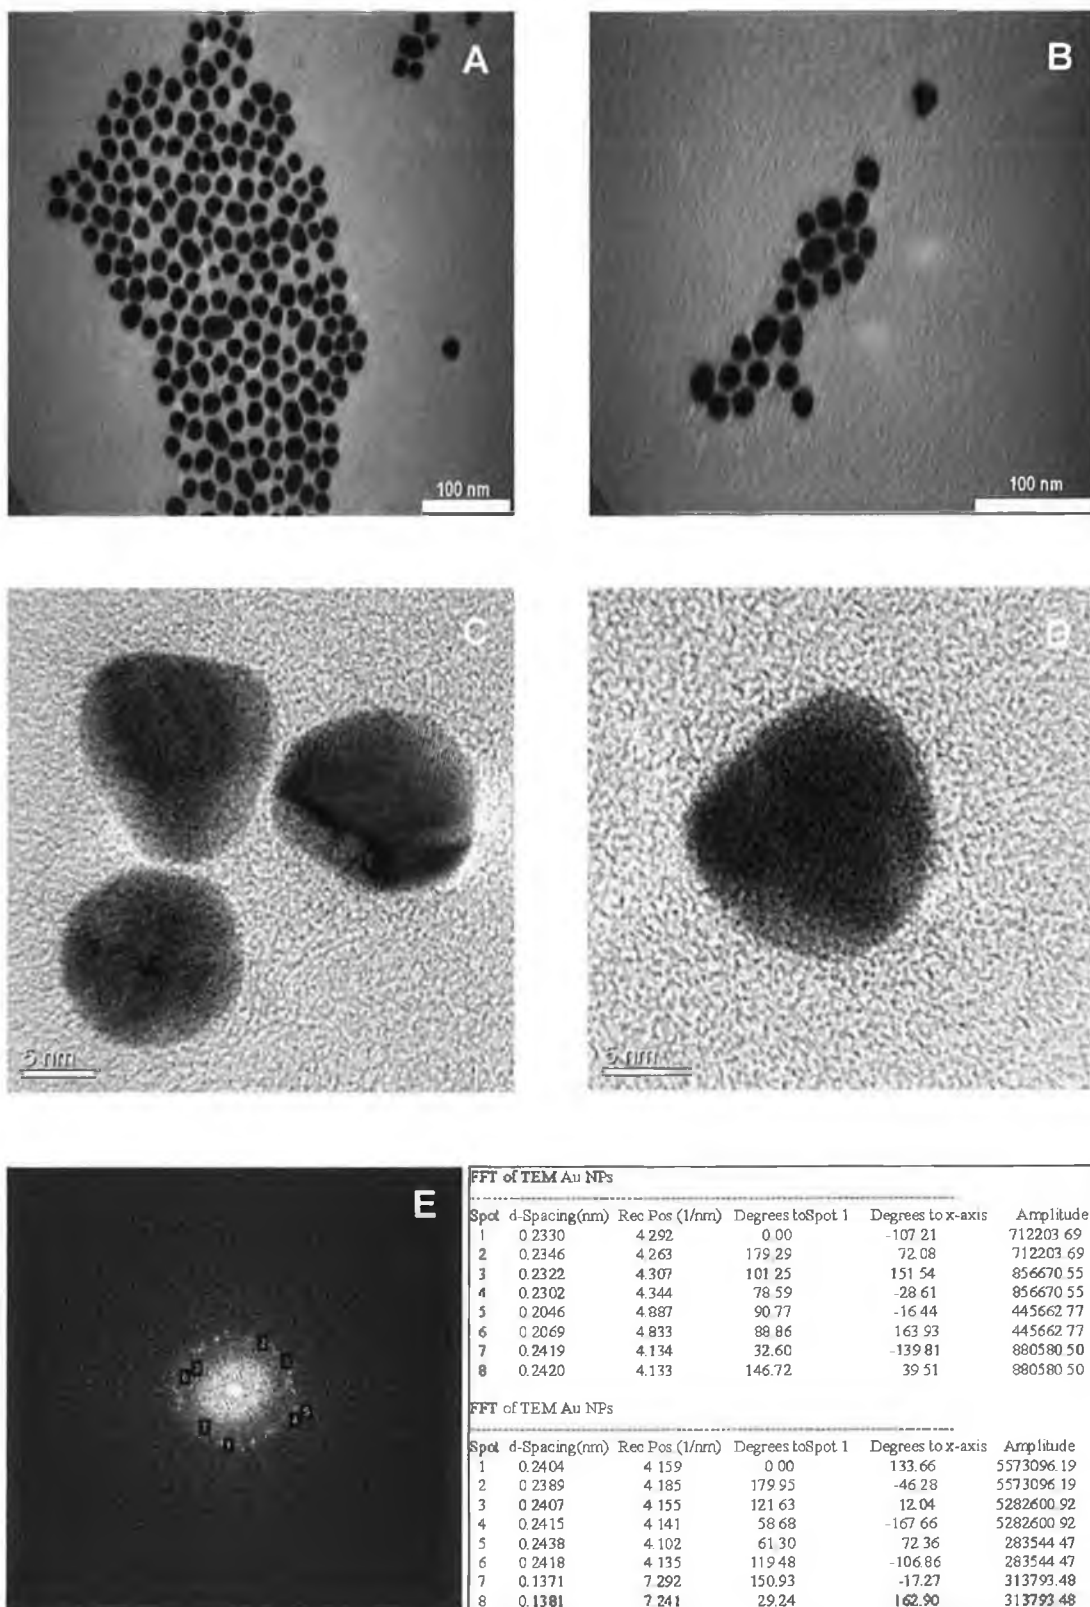 A
B
100 nm
100 nm
C
D
5 nm
5 nm
E
FFT of TEM Au NPs
Spot d-Spacing(nm) Rec Pos (1/nm) Degrees toSpot 1 Degrees to x-axis Amplitude
1 0.2330 4.292 0.00 -107 21 712203 69
2 0.2346 4.263 179.29 72.08 712203 69
3 0.2322 4.307 101 25 151 54 856670 55
4 0.2302 4.344 78.59 -28 61 856670 55
5 0.2046 4.887 90.77 -16 44 445662 77
6 0 2069 4.833 88.86 163 93 445662 77
7 0.2419 4.134 32.60 -139 81 880580 50
8 0.2420 4.133 146.72 39 51 880580 50
FFT of TEM Au NPs
Spot d-Spacing(nm) Rec Pos (1/nm) Degrees toSpot 1 Degrees to x-axis Amplitude
1 0.2404 4 159 0 00 133.66 5573096.19
2 0 2389 4.185 179.95 -46 28 5573096.19
3 0 2407 4.155 121 63 12.04 5282600 92
4 0.2415 4.141 58 68 -167 66 5282600 92
5 0.2438 4.102 61.30 72 36 283544 47
6 0 2418 4.135 119 48 -106.86 283544 47
7 0.1371 7.292 150.93 -17.27 313793.48
8 0.1381 7 241 29.24 162.90 313793 48